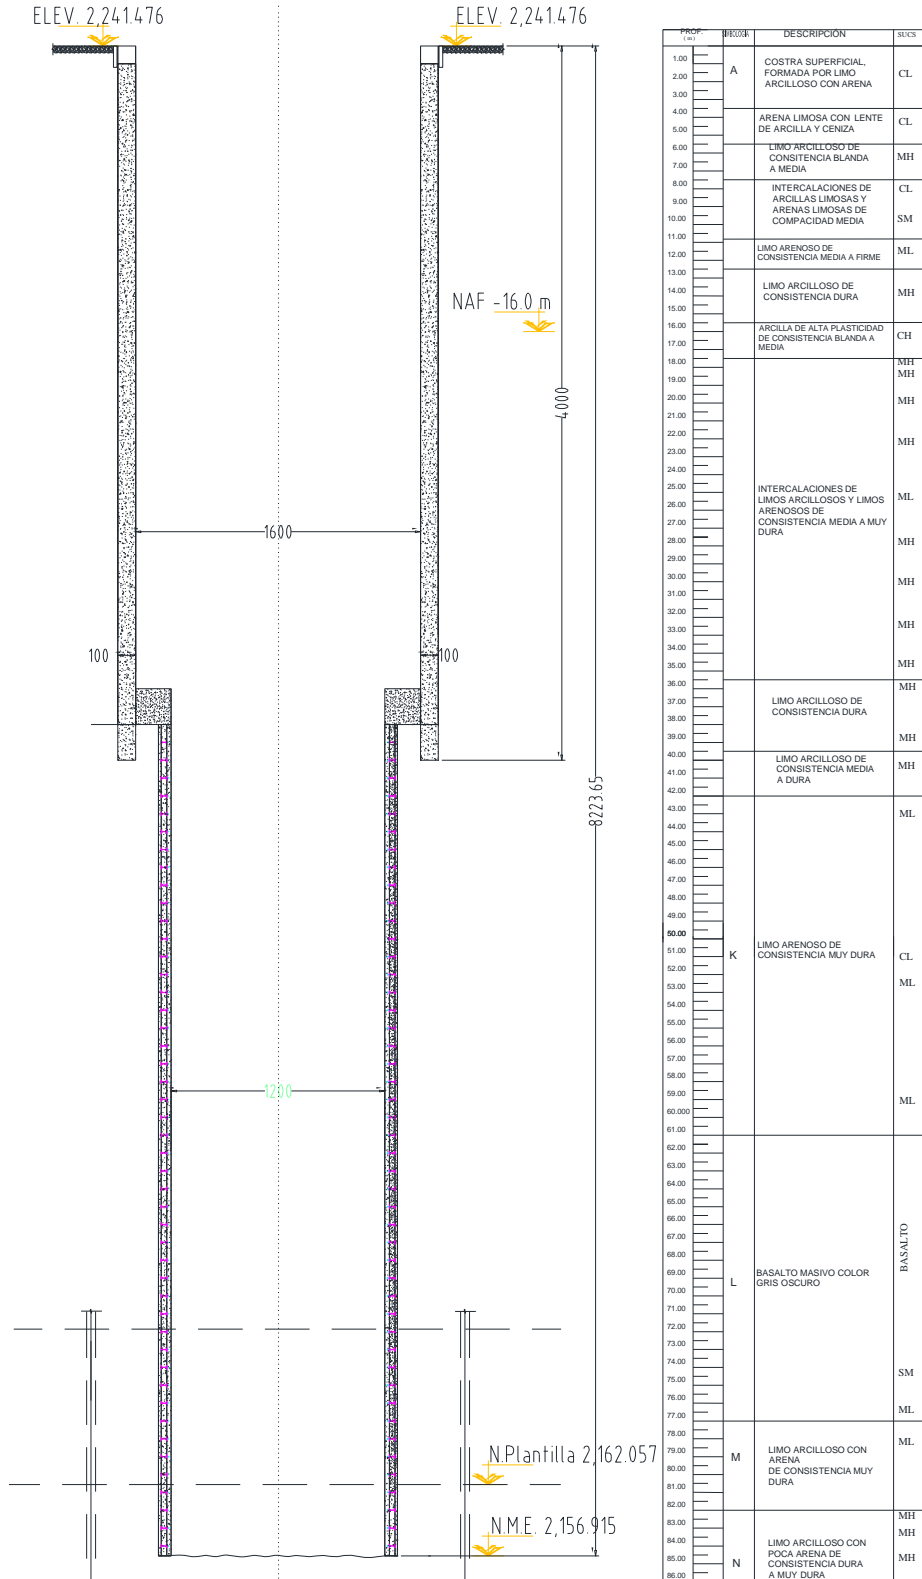 ELEV. 2,241.476
ELEV. 2,241.476
NAF -16.0 m
4000
1600
100
100
8223.65
1200
N.Plantilla 2,162.057
N.M.E. 2,156.915
PROF.
( m )
DESCRIPCIÓN
SUCS
1.00
2.00
3.00
4.00
5.00
6.00
7.00
8.00
9.00
10.00
11.00
12.00
13.00
14.00
15.00
16.00
17.00
18.00
19.00
20.00
21.00
22.00
23.00
24.00
25.00
26.00
27.00
28.00
29.00
30.00
31.00
32.00
33.00
34.00
35.00
36.00
37.00
38.00
39.00
40.00
41.00
42.00
43.00
44.00
45.00
46.00
47.00
48.00
49.00
50.00
51.00
52.00
53.00
54.00
55.00
56.00
57.00
58.00
59.00
60.000
61.00
62.00
63.00
64.00
65.00
66.00
67.00
68.00
69.00
70.00
71.00
72.00
73.00
74.00
75.00
76.00
77.00
78.00
79.00
80.00
81.00
82.00
83.00
84.00
85.00
86.00
A
COSTRA SUPERFICIAL,
FORMADA POR LIMO
ARCILLOSO CON ARENA
CL
ARENA LIMOSA CON LENTE
DE ARCILLA Y CENIZA
CL
LIMO ARCILLOSO DE
CONSITENCIA BLANDA
A MEDIA
MH
INTERCALACIONES DE
ARCILLAS LIMOSAS Y
ARENAS LIMOSAS DE
COMPACIDAD MEDIA
CL
SM
LIMO ARENOSO DE
CONSISTENCIA MEDIA A FIRME
ML
LIMO ARCILLOSO DE
CONSISTENCIA DURA
MH
ARCILLA DE ALTA PLASTICIDAD
DE CONSISTENCIA BLANDA A
MEDIA
CH
INTERCALACIONES DE
LIMOS ARCILLOSOS Y LIMOS
ARENOSOS DE
CONSISTENCIA MEDIA A MUY
DURA
MH
MH
MH
MH
ML
MH
MH
MH
MH
LIMO ARCILLOSO DE
CONSISTENCIA DURA
MH
MH
LIMO ARCILLOSO DE
CONSISTENCIA MEDIA
A DURA
MH
K
LIMO ARENOSO DE
CONSISTENCIA MUY DURA
ML
CL
ML
ML
L
BASALTO MASIVO COLOR
GRIS OSCURO
BASALTO
SM
ML
M
LIMO ARCILLOSO CON
ARENA
DE CONSISTENCIA MUY
DURA
ML
N
LIMO ARCILLOSO CON
POCA ARENA DE
CONSISTENCIA DURA
A MUY DURA
MH
MH
MH